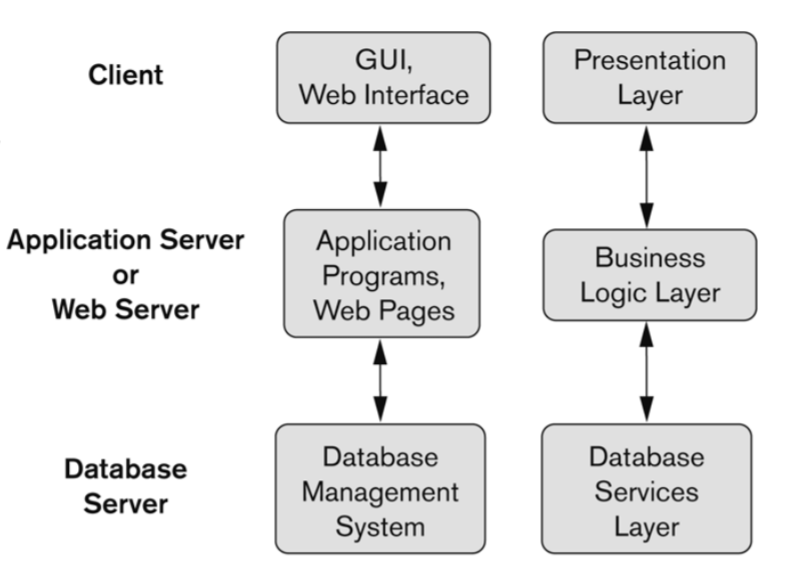 Client
GUI,
Web Interface
Presentation
Layer
Application Server
or
Web Server
Application
Programs,
Web Pages
Business
Logic Layer
Database
Server
Database
Management
System
Database
Services
Layer